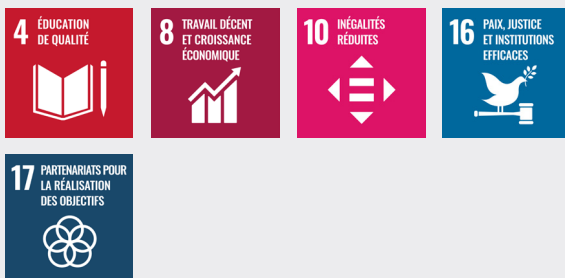 4 ÉDUCATION
DE QUALITÉ
8 TRAVAIL DÉCENT
ET CROISSANCE
ÉCONOMIQUE
10 INÉGALITÉS
RÉDUITES
16 PAIX, JUSTICE
ET INSTITUTIONS
EFFICACES
17 PARTENARIATS POUR
LA RÉALISATION
DES OBJECTIFS